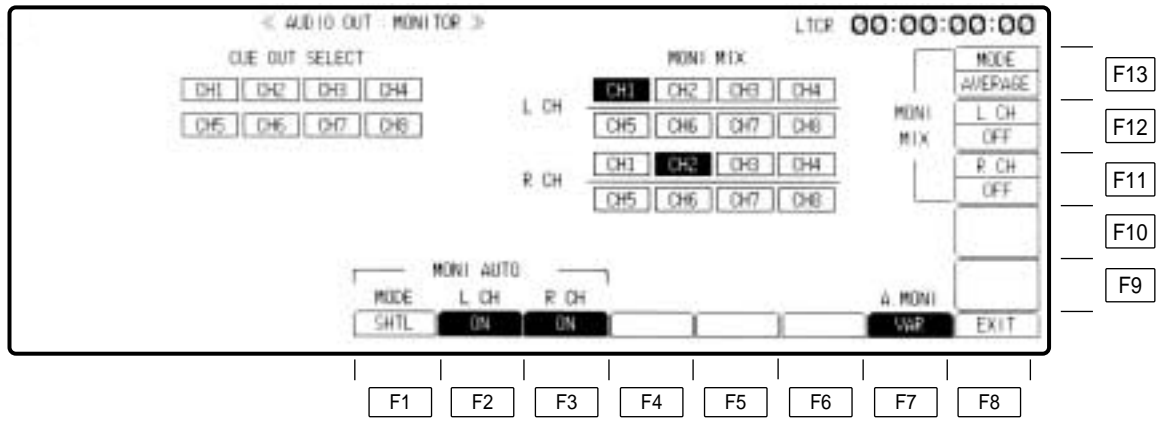 ≪ AUDIO OUT : MONITOR ≫ LTCR 00:00:00:00
CUE OUT SELECT
CH1 CH2 CH3 CH4
CH5 CH6 CH7 CH8
MONI MIX
L CH
CH1 CH2 CH3 CH4
CH5 CH6 CH7 CH8
R CH
CH1 CH2 CH3 CH4
CH5 CH6 CH7 CH8
MONI
MIX
MODE
AVERAGE
L CH
OFF
R CH
OFF
F13
F12
F11
F10
F9
MONI AUTO
MODE L CH R CH A MONI
SHTL ON ON VAR EXIT
F1 F2 F3 F4 F5 F6 F7 F8